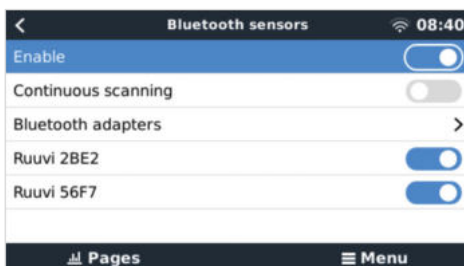 Bluetooth sensors 08:40
Enable
Continuous scanning
Bluetooth adapters
Ruuvi 2BE2
Ruuvi 56F7
Pages Menu